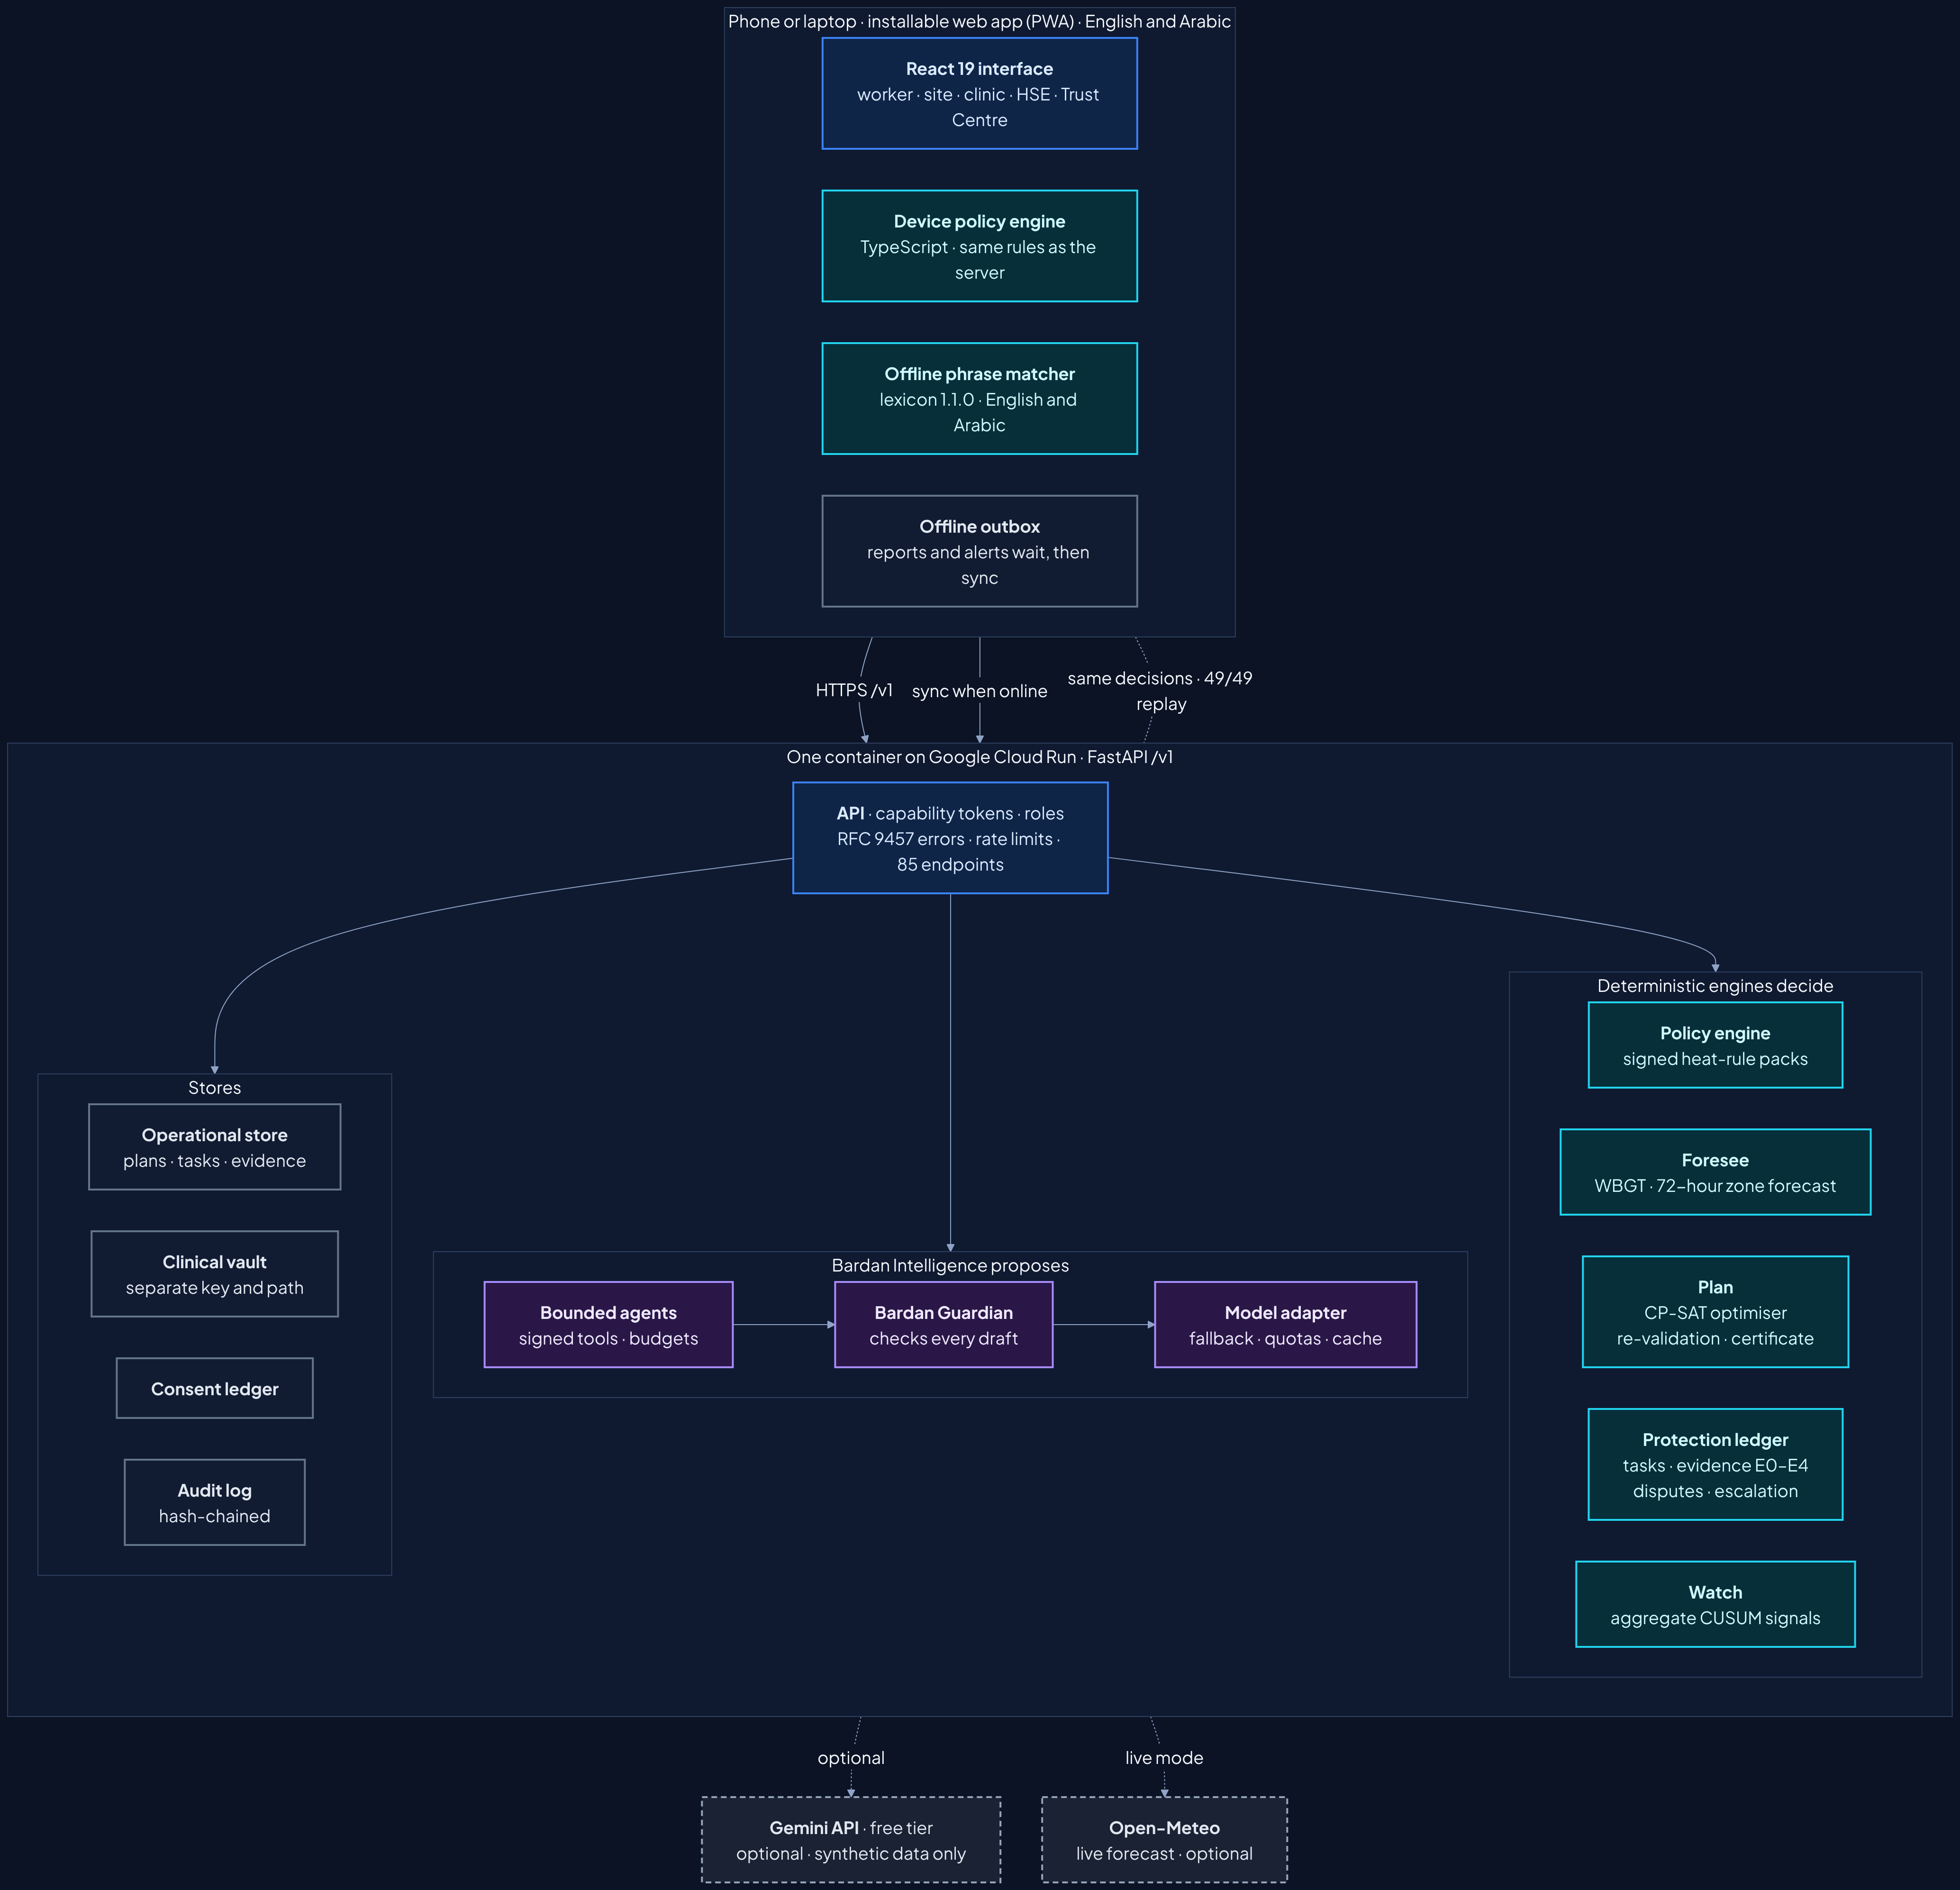 Phone or laptop · installable web app (PWA) · English and Arabic
React 19 interface
worker · site · clinic · HSE · Trust
Centre
Device policy engine
TypeScript · same rules as the
server
Offline phrase matcher
lexicon 1.1.0 · English and
Arabic
Offline outbox
reports and alerts wait, then
sync
HTTPS /v1
sync when online
same decisions · 49/49
replay
One container on Google Cloud Run · FastAPI /v1
API · capability tokens · roles
RFC 9457 errors · rate limits ·
85 endpoints
Stores
Operational store
plans · tasks · evidence
Clinical vault
separate key and path
Consent ledger
Audit log
hash-chained
Bardan Intelligence proposes
Bounded agents
signed tools · budgets
Bardan Guardian
checks every draft
Model adapter
fallback · quotas · cache
Deterministic engines decide
Policy engine
signed heat-rule packs
Foresee
WBGT · 72–hour zone forecast
Plan
CP-SAT optimiser
re-validation · certificate
Protection ledger
tasks · evidence E0–E4
disputes · escalation
Watch
aggregate CUSUM signals
optional
live mode
Gemini API · free tier
optional · synthetic data only
Open-Meteo
live forecast · optional